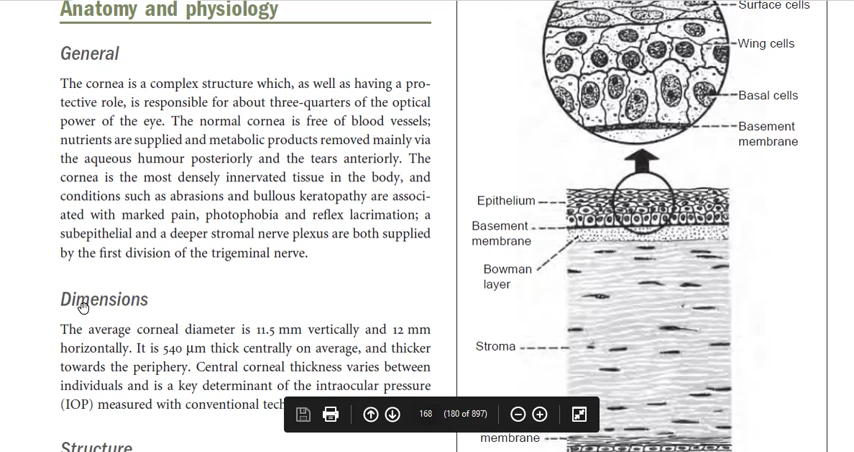 Anatomy and physiology
General
The cornea is a complex structure which, as well as having a pro-
tective role, is responsible for about three-quarters of the optical
power of the eye. The normal cornea is free of blood vessels;
nutrients are supplied and metabolic products removed mainly via
the aqueous humour posteriorly and the tears anteriorly. The
cornea is the most densely innervated tissue in the body, and
conditions such as abrasions and bullous keratopathy are associ-
ated with marked pain, photophobia and reflex lacrimation; a
subepithelial and a deeper stromal nerve plexus are both supplied
by the first division of the trigeminal nerve.
Dimensions
The average corneal diameter is 11.5 mm vertically and 12 mm
horizontally. It is 540 µm thick centrally on average, and thicker
towards the periphery. Central corneal thickness varies between
individuals and is a key determinant of the intraocular pressure
(IOP) measured with conventional tech
Structure
Surface cells
Wing cells
Basal cells
Basement
membrane
Epithelium
Basement
membrane
Bowman
layer
Stroma
membrane
168 (180 of 897)